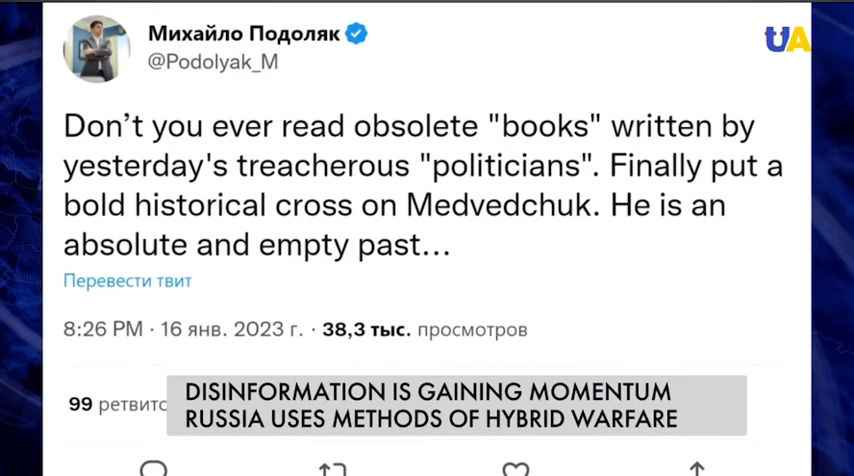 Михайло Подоляк
@Podolyak_M
UA
Don't you ever read obsolete "books" written by
yesterday's treacherous "politicians". Finally put a
bold historical cross on Medvedchuk. He is an
absolute and empty past...
Перевести твит
8:26 PM · 16 янв. 2023 г. · 38,3 тыс. просмотров
99 ретвитс
DISINFORMATION IS GAINING MOMENTUM
RUSSIA USES METHODS OF HYBRID WARFARE